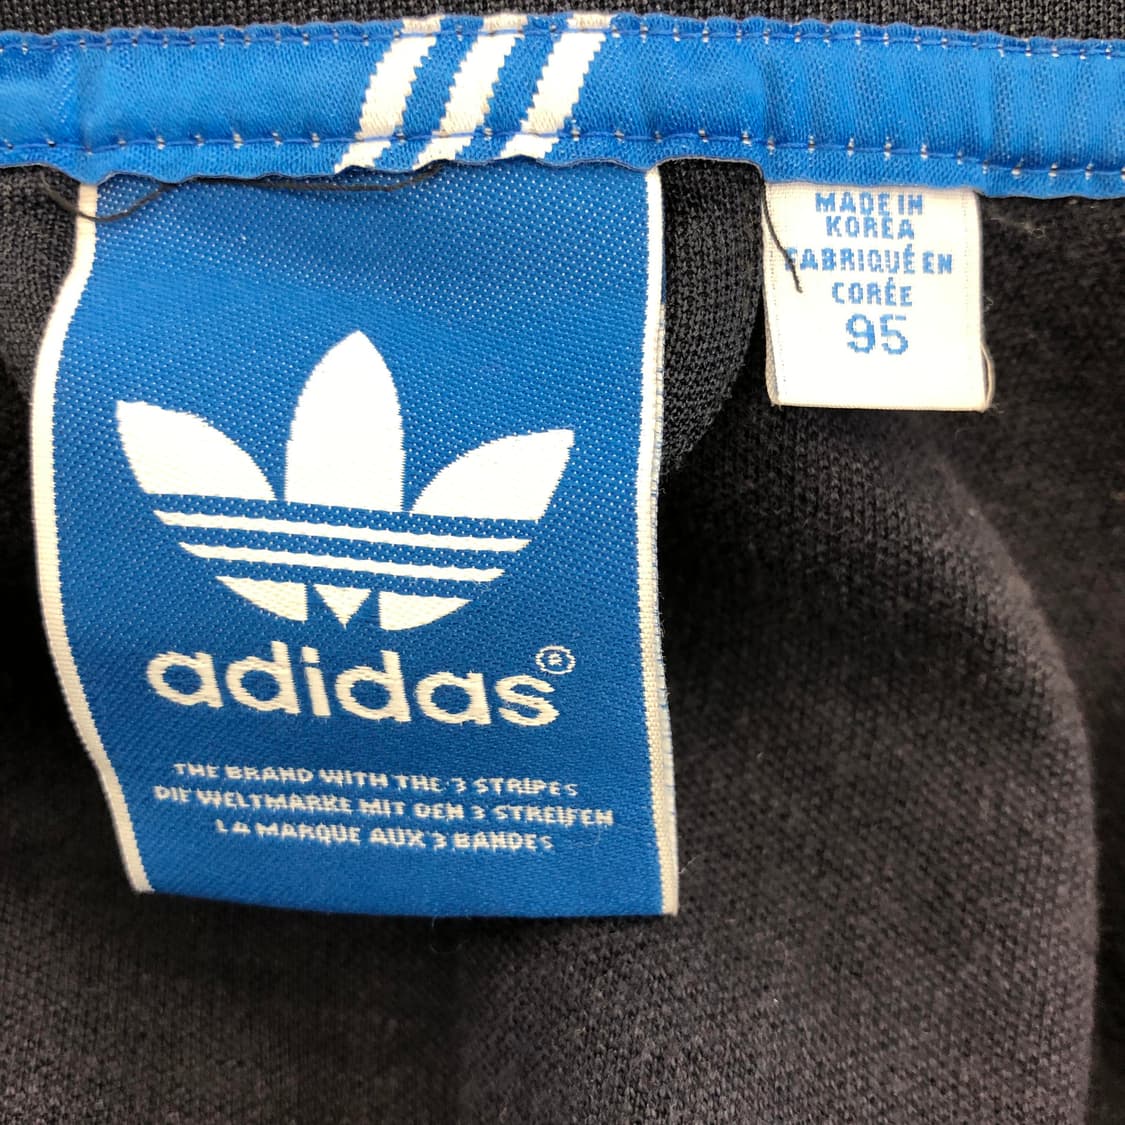 adidas®
THE BRAND WITH THE 3 STRIPES
DIE WELTMARKE MIT DEN 3 STREIFEN
LA MARQUE AUX 3 BANDES
MADE IN
KOREA
FABRIQUÉ EN
CORÉE
95